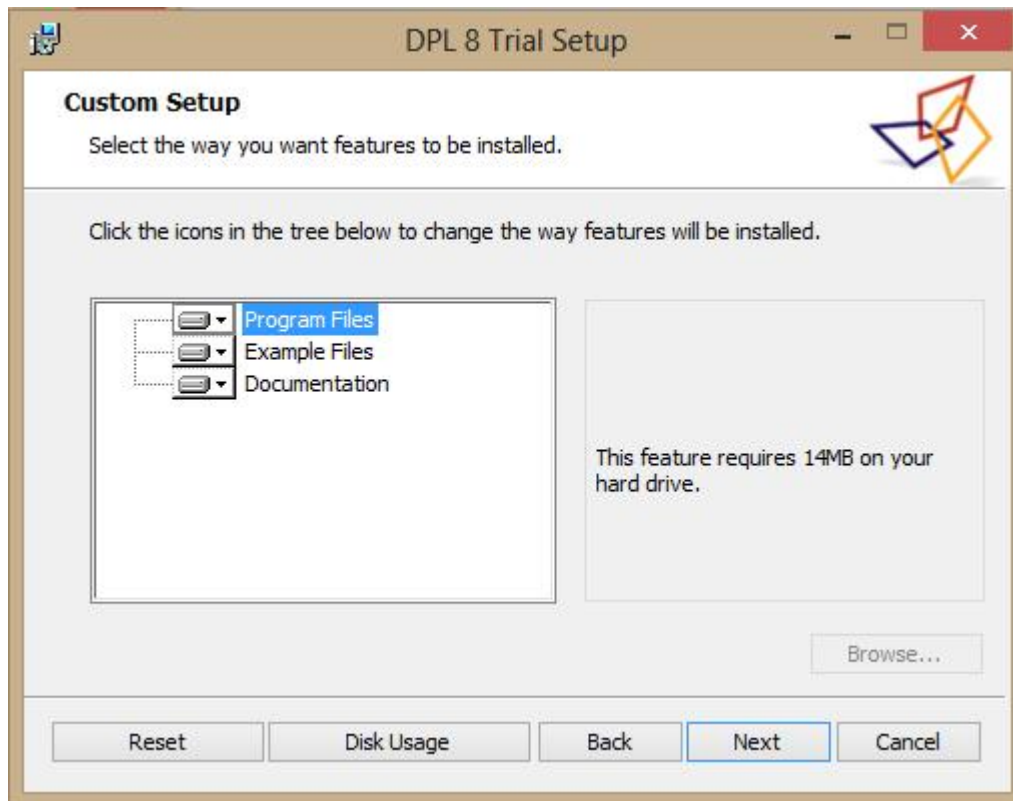 DPL 8 Trial Setup
Custom Setup
Select the way you want features to be installed.
Click the icons in the tree below to change the way features will be installed.
Program Files
Example Files
Documentation
This feature requires 14MB on your
hard drive.
Browse...
Reset Disk Usage Back Next Cancel